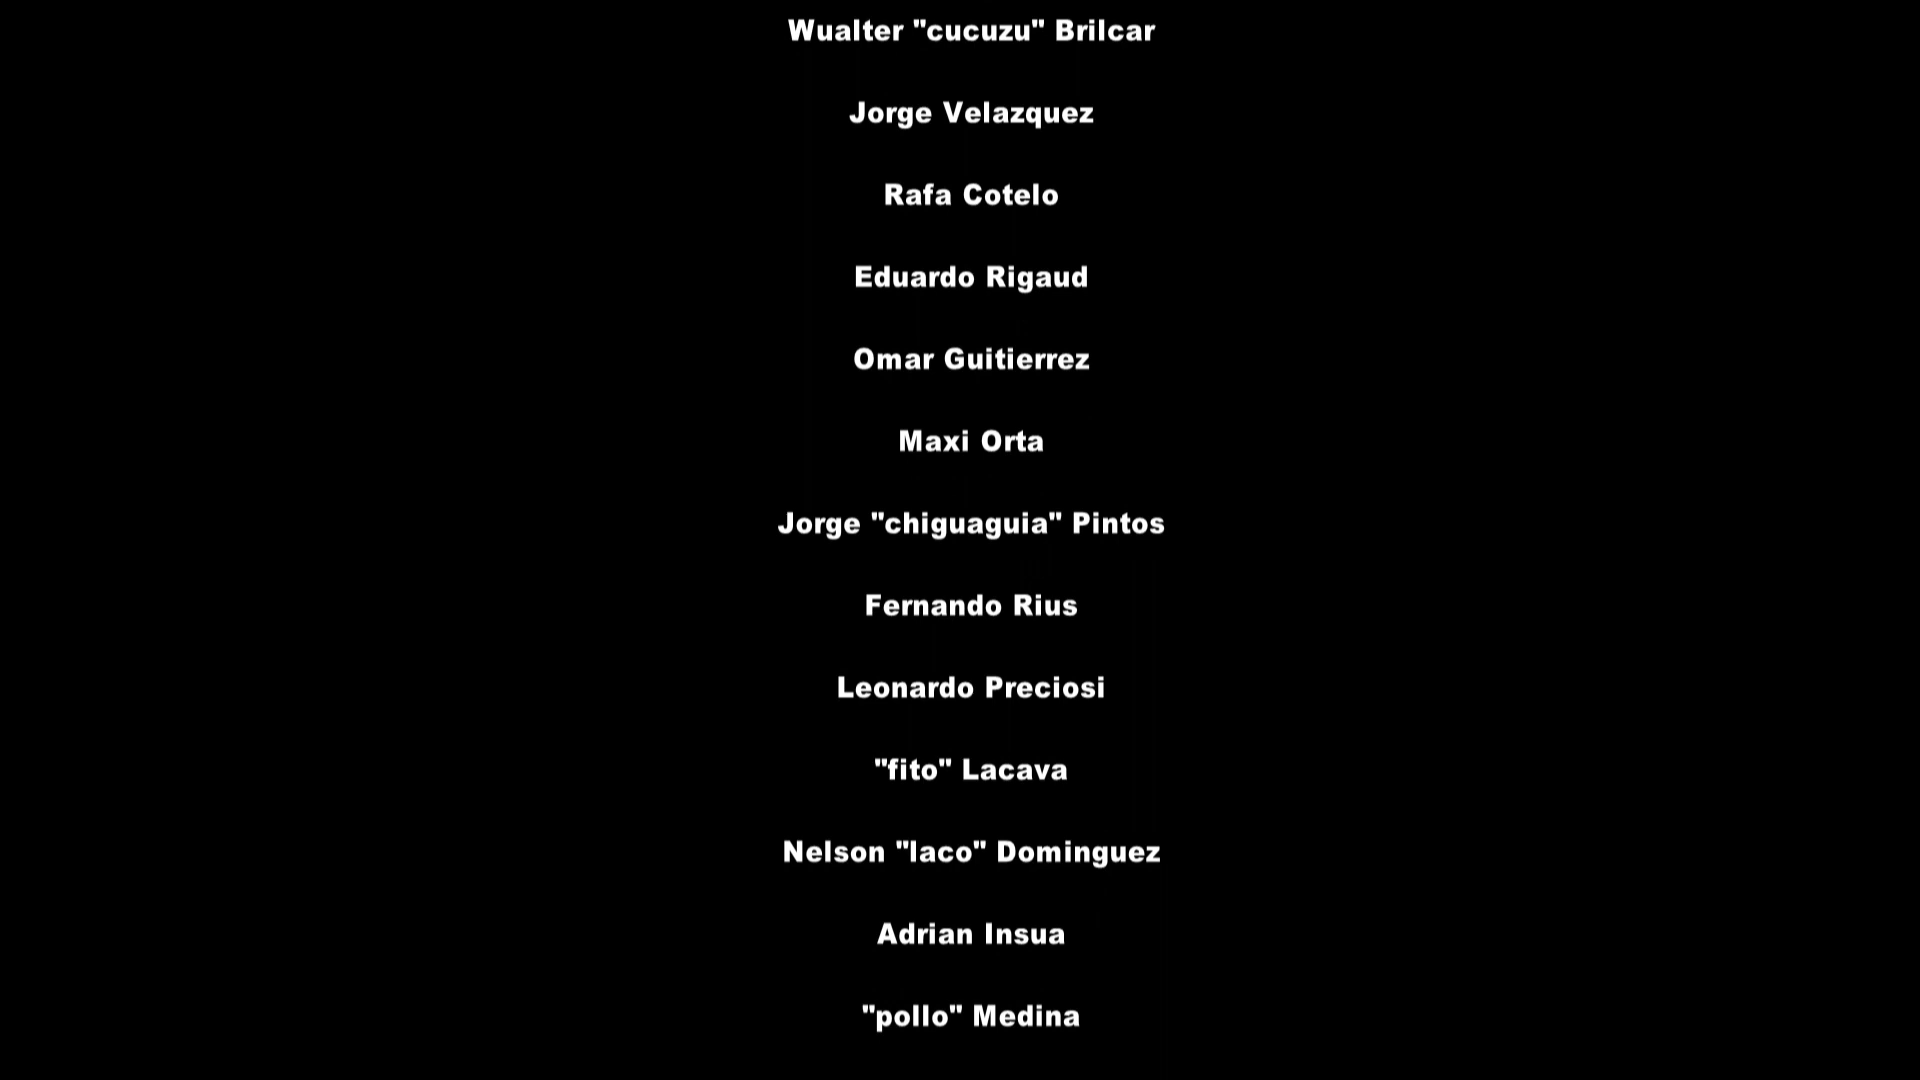 Wualter "cucuzu" Brilcar
Jorge Velazquez
Rafa Cotelo
Eduardo Rigaud
Omar Guitierrez
Maxi Orta
Jorge "chiguaguia" Pintos
Fernando Rius
Leonardo Preciosi
"fito" Lacava
Nelson "laco" Dominguez
Adrian Insua
"pollo" Medina